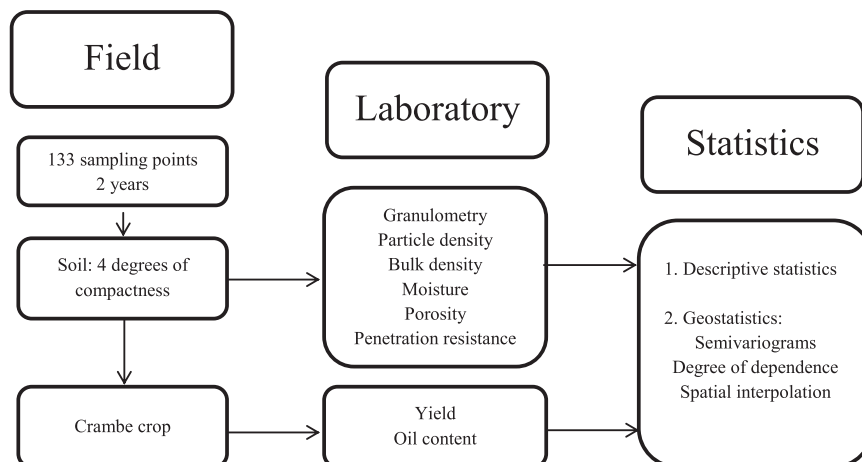 Field
133 sampling points
2 years
Soil: 4 degrees of
compactness
Crambe crop
Laboratory
Granulometry
Particle density
Bulk density
Moisture
Porosity
Penetration resistance
Yield
Oil content
Statistics
1. Descriptive statistics
2. Geostatistics:
Semivariograms
Degree of dependence
Spatial interpolation